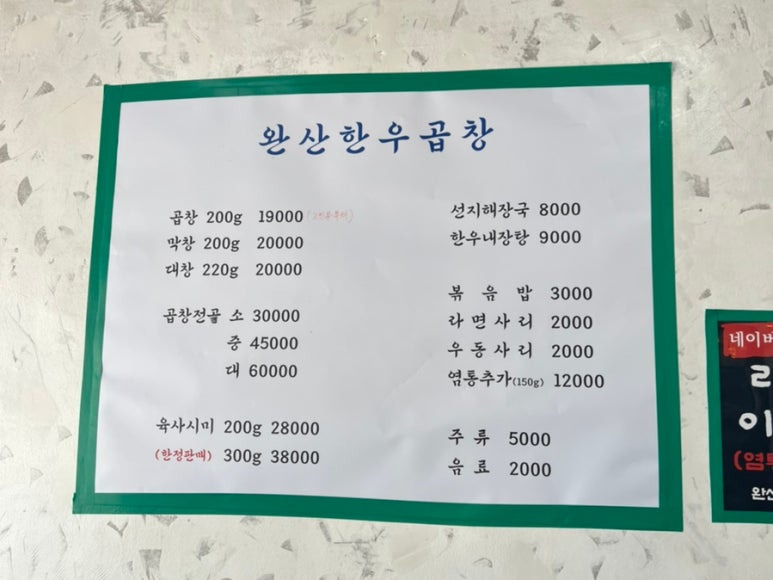 완산한우곱창
곱창 200g 19000
막창 200g 20000
대창 220g 20000
곱창전골 소 30000
중 45000
대 60000
육사시미 200g 28000
(한정판매) 300g 38000
선지해장국 8000
한우내장탕 9000
볶음밥 3000
라면사리 2000
우동사리 2000
염통추가(150g) 12000
주류 5000
음료 2000
네이버